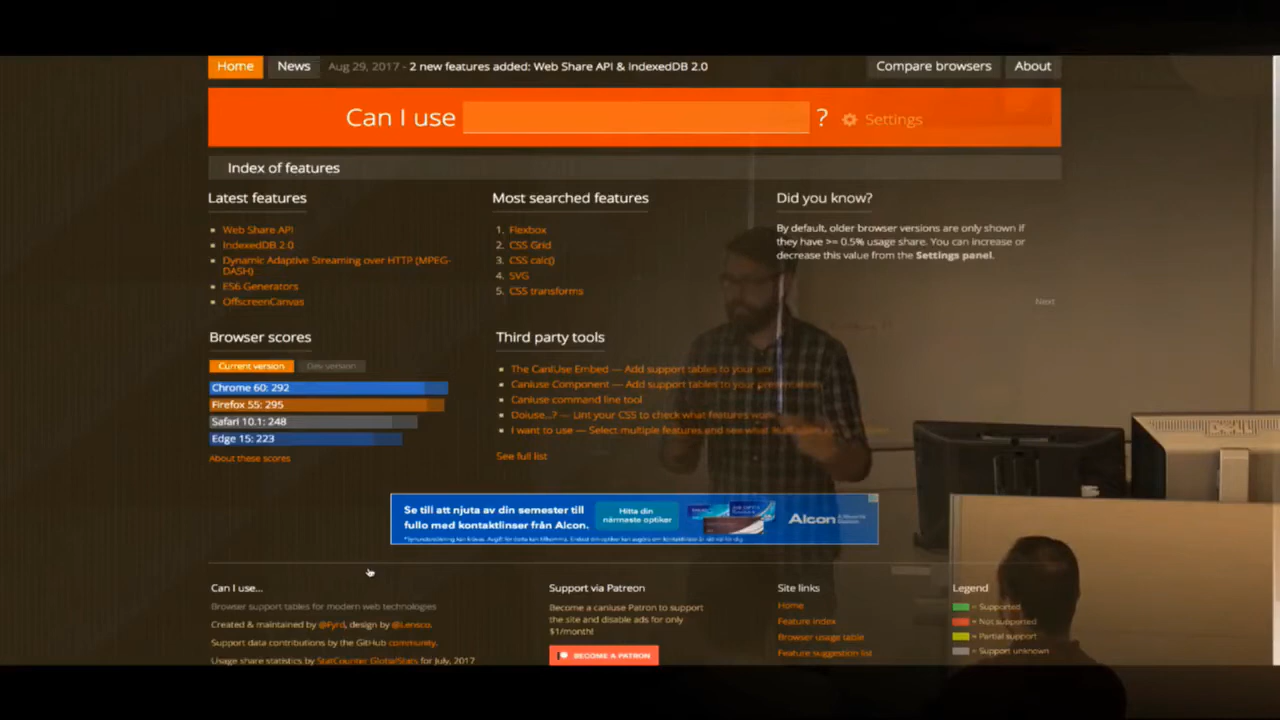 Home
News
Aug 29, 2017 - 2 new features added: Web Share API & IndexedDB 2.0
Compare browsers
About
Can I use
?
Settings
Index of features
Latest features
Web Share API
IndexedDB 2.0
Dynamic Adaptive Streaming over HTTP (MPEG-
DASH)
ES6 Generators
OffscreenCanvas
Most searched features
1. Flexbox
2. CSS Grid
3. CSS calc()
4. SVG
5. CSS transforms
Did you know?
By default, older browser versions are only shown if
they have >= 0.5% usage share. You can increase or
decrease this value from the Settings panel.
Next
Browser scores
Current version
Dev version
Chrome 60: 292
Firefox 55: 295
Safari 10.1: 248
Edge 15: 223
About these scores
Third party tools
The CanIUse Embed — Add support tables to your site
Caniuse Component — Add support tables to your presentations
Caniuse command line tool
Doiuse...? — Lint your CSS to check what features work
I want to use — Select multiple features and see what
See full list
Se till att njuta av din semester till
fullo med kontaktlinser från Alcon.
Hitta din
närmaste optiker
Alcon
Can I use...
Browser support tables for modern web technologies
Created & maintained by @Fyrd, design by @Lensco.
Support data contributions by the GitHub community.
Usage share statistics by StatCounter GlobalStats for July, 2017
Support via Patreon
Become a caniuse Patron to support
the site and disable ads for only
$1/month!
BECOME A PATRON
Site links
Home
Feature index
Browser usage table
Feature suggestion list
Legend
= Supported
= Not supported
= Partial support
= Support unknown
DELL